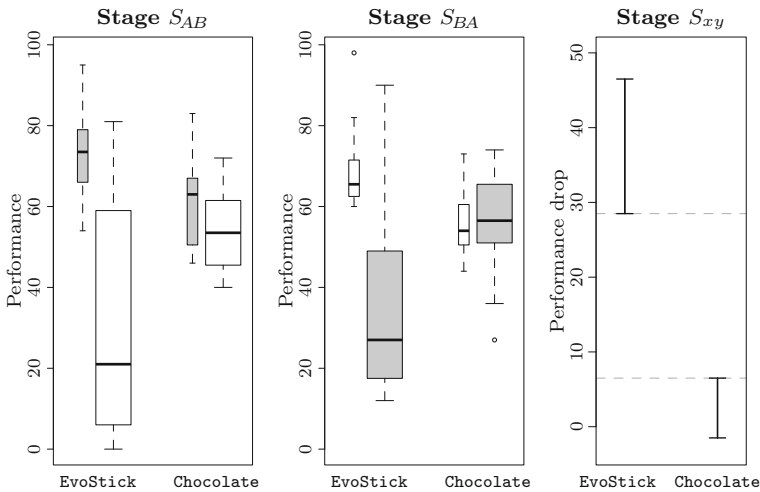 Stage S_AB
Performance
100
80
60
40
20
0
EvoStick
Chocolate
Stage S_BA
Performance
100
80
60
40
20
0
EvoStick
Chocolate
Stage S_xy
Performance drop
50
40
30
20
10
0
EvoStick
Chocolate